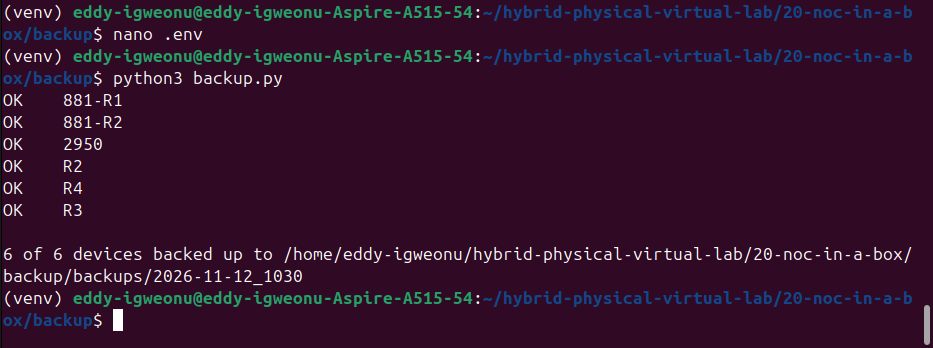 (venv) eddy-igweonu@eddy-igweonu-Aspire-A515-54:~/hybrid-physical-virtual-lab/20-noc-in-a-b
ox/backup$ nano .env
(venv) eddy-igweonu@eddy-igweonu-Aspire-A515-54:~/hybrid-physical-virtual-lab/20-noc-in-a-b
ox/backup$ python3 backup.py
OK    881-R1
OK    881-R2
OK    2950
OK    R2
OK    R4
OK    R3
6 of 6 devices backed up to /home/eddy-igweonu/hybrid-physical-virtual-lab/20-noc-in-a-box/
backup/backups/2026-11-12_1030
(venv) eddy-igweonu@eddy-igweonu-Aspire-A515-54:~/hybrid-physical-virtual-lab/20-noc-in-a-b
ox/backup$